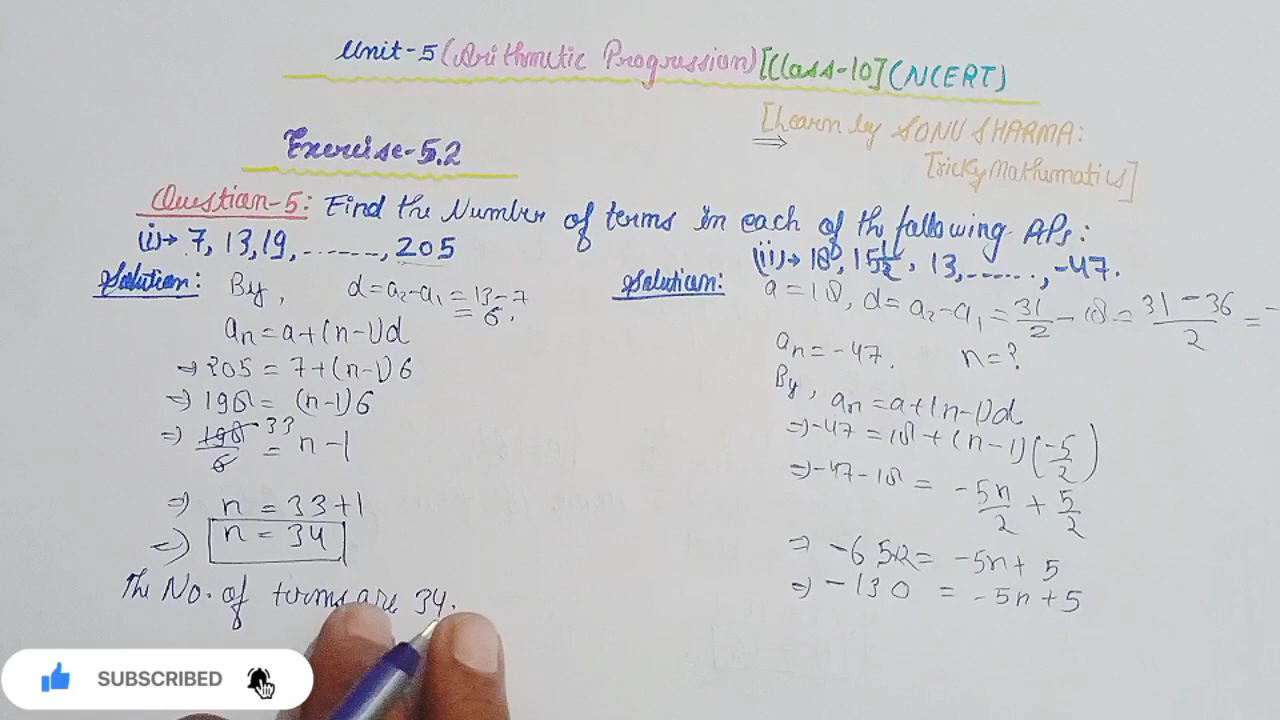 Unit-5 (Arithmetic Progression) [Class-10] (NCERT)
[Learn by SONU SHARMA:
⇒ Tricky Mathematics]
Exercise-5.2
Question-5: Find the Number of terms in each of the following APs:
(i)→ 7, 13, 19, ......., 205
Solution: By, d = a₂-a₁ = 13-7
= 6.
aₙ = a+(n-1)d
⇒ 205 = 7+(n-1)6
⇒ 198 = (n-1)6
⇒ 198/6 33 = n-1
⇒ n = 33+1
⇒ n = 34
The No. of terms are 34.
(ii)→ 18, 15 1/2, 13, ......, -47.
Solution: a = 18, d = a₂-a₁ = 31/2 - 18 = 31-36/2 = -
aₙ = -47. n = ?
By, aₙ = a+(n-1)d
⇒ -47 = 18 + (n-1)(-5/2)
⇒ -47-18 = -5n/2 + 5/2
⇒ -65x2 = -5n + 5
⇒ -130 = -5n+5
SUBSCRIBED